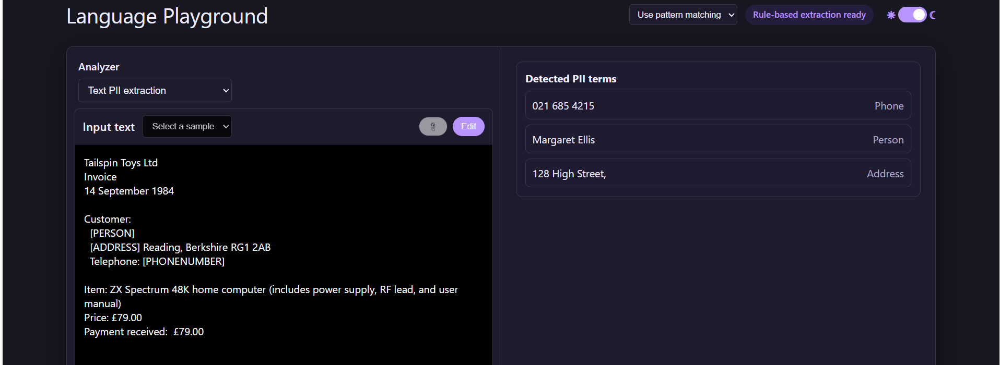 Language Playground
Use pattern matching
Rule-based extraction ready
Analyzer
Text PII extraction
Input text
Select a sample
Edit
Tailspin Toys Ltd
Invoice
14 September 1984
Customer:
[PERSON]
[ADDRESS] Reading, Berkshire RG1 2AB
Telephone: [PHONENUMBER]
Item: ZX Spectrum 48K home computer (includes power supply, RF lead, and user
manual)
Price: £79.00
Payment received:  £79.00
Detected PII terms
021 685 4215 Phone
Margaret Ellis Person
128 High Street, Address